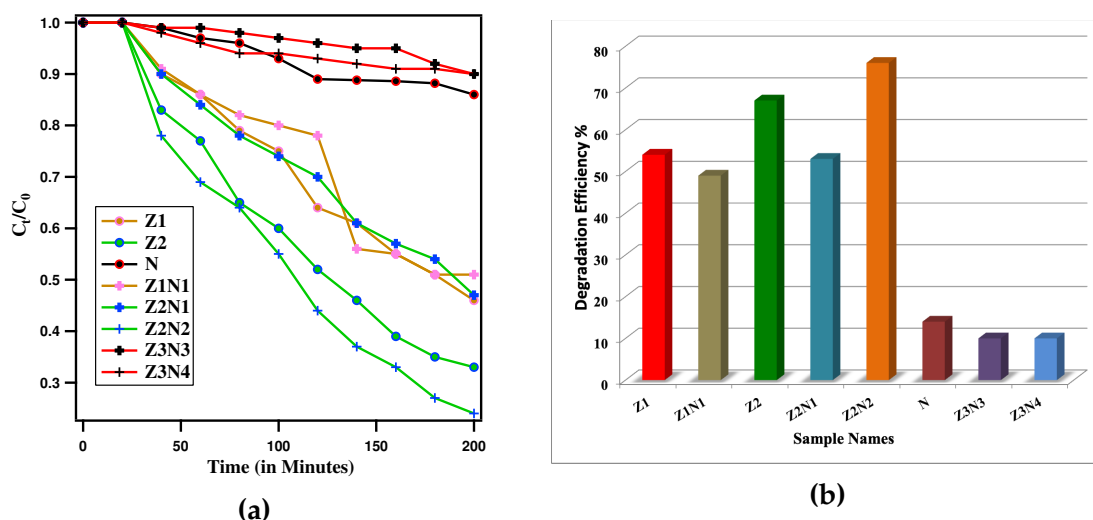 1.0
0.9
0.8
0.7
0.6
0.5
0.4
0.3
Cₜ/C₀
Z1
Z2
N
Z1N1
Z2N1
Z2N2
Z3N3
Z3N4
0 50 100 150 200
Time (in Minutes)
(a)
80
70
60
50
40
30
20
10
0
Degradation Efficiency %
Z1 Z1N1 Z2 Z2N1 Z2N2 N Z3N3 Z3N4
Sample Names
(b)